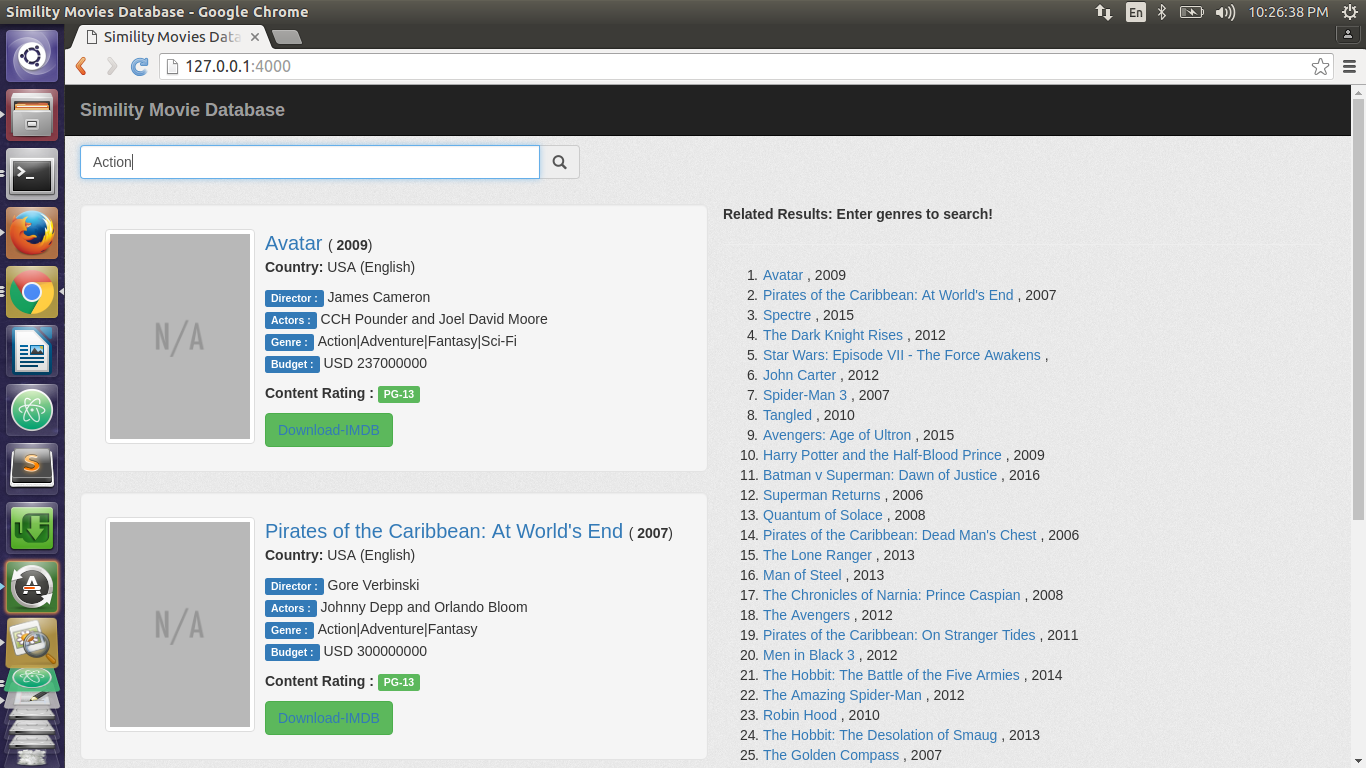 Simility Movies Database - Google Chrome
En
10:26:38 PM
Simility Movies Data
127.0.0.1:4000
Simility Movie Database
Action
Avatar ( 2009)
Country: USA (English)
Director : James Cameron
Actors : CCH Pounder and Joel David Moore
Genre : Action|Adventure|Fantasy|Sci-Fi
Budget : USD 237000000
Content Rating : PG-13
Download-IMDB
N/A
Pirates of the Caribbean: At World's End ( 2007)
Country: USA (English)
Director : Gore Verbinski
Actors : Johnny Depp and Orlando Bloom
Genre : Action|Adventure|Fantasy
Budget : USD 300000000
Content Rating : PG-13
Download-IMDB
N/A
Related Results: Enter genres to search!
1. Avatar , 2009
2. Pirates of the Caribbean: At World's End , 2007
3. Spectre , 2015
4. The Dark Knight Rises , 2012
5. Star Wars: Episode VII - The Force Awakens ,
6. John Carter , 2012
7. Spider-Man 3 , 2007
8. Tangled , 2010
9. Avengers: Age of Ultron , 2015
10. Harry Potter and the Half-Blood Prince , 2009
11. Batman v Superman: Dawn of Justice , 2016
12. Superman Returns , 2006
13. Quantum of Solace , 2008
14. Pirates of the Caribbean: Dead Man's Chest , 2006
15. The Lone Ranger , 2013
16. Man of Steel , 2013
17. The Chronicles of Narnia: Prince Caspian , 2008
18. The Avengers , 2012
19. Pirates of the Caribbean: On Stranger Tides , 2011
20. Men in Black 3 , 2012
21. The Hobbit: The Battle of the Five Armies , 2014
22. The Amazing Spider-Man , 2012
23. Robin Hood , 2010
24. The Hobbit: The Desolation of Smaug , 2013
25. The Golden Compass , 2007